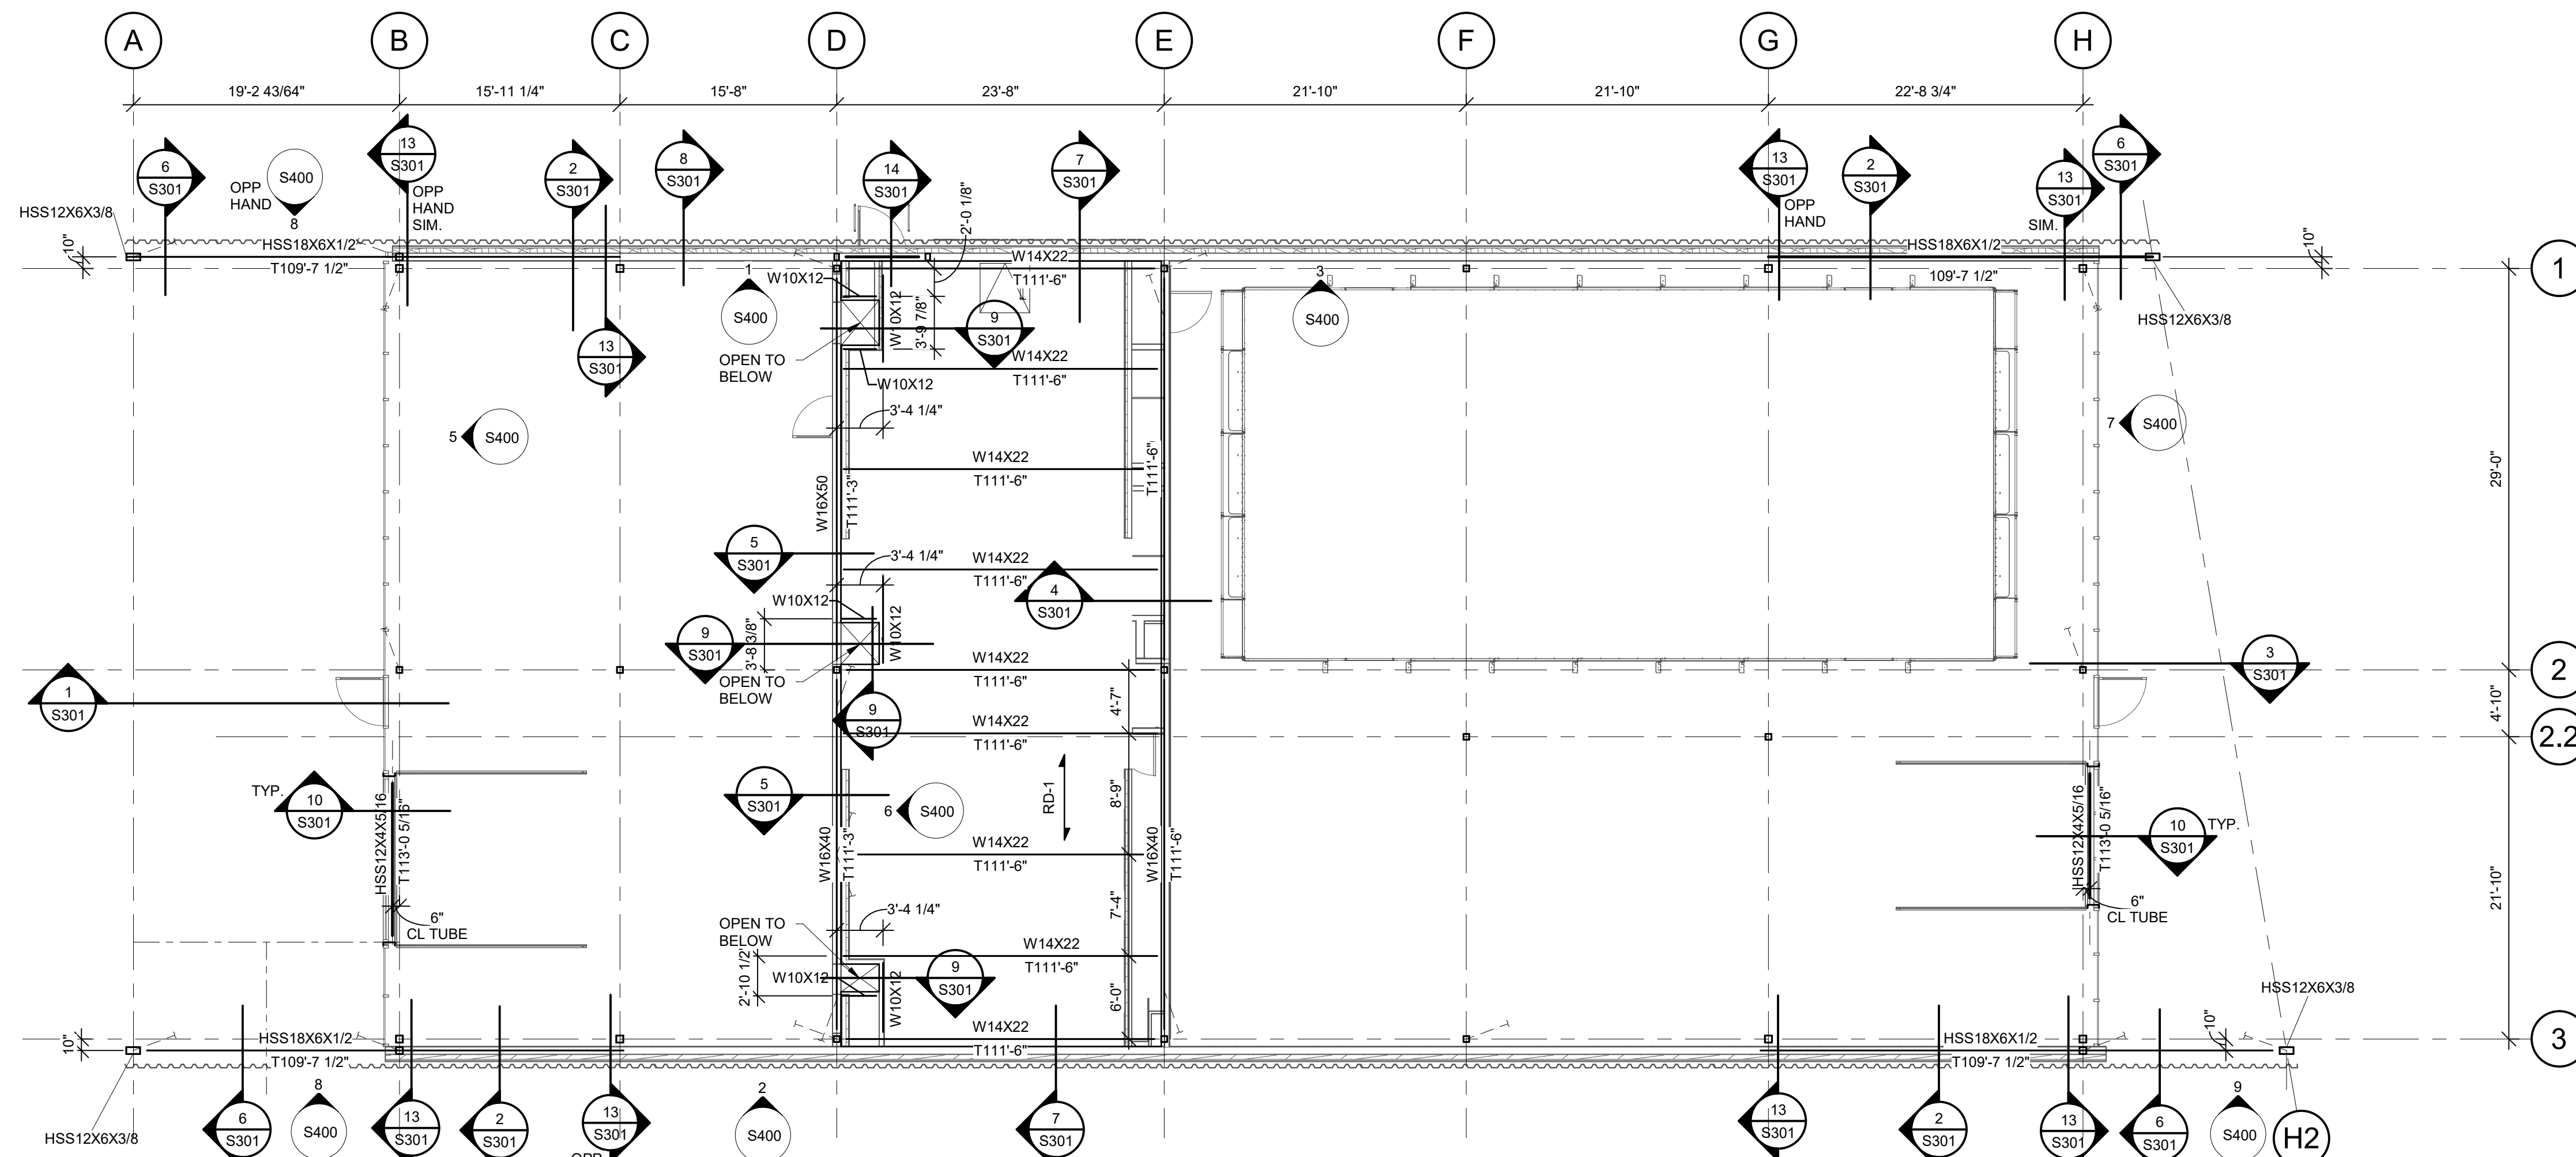 A
B
C
D
E
F
G
H
19'-2 43/64"
15'-11 1/4"
15'-8"
23'-8"
21'-10"
21'-10"
22'-8 3/4"
6
S301
OPP
HAND
S400
8
13
S301
OPP
HAND
SIM.
2
S301
8
S301
14
S301
2'-0 1/8"
7
S301
13
S301
OPP
HAND
2
S301
13
S301
SIM.
6
S301
HSS12X6X3/8
10"
HSS18X6X1/2
T109'-7 1/2"
W14X22
T111'-6"
HSS18X6X1/2
109'-7 1/2"
10"
1
HSS12X6X3/8
1
S400
W10X12
W10X12
3'-9 7/8"
9
S301
3
S400
13
S301
OPEN TO
BELOW
W10X12
W14X22
T111'-6"
3'-4 1/4"
5
S400
7
S400
W14X22
T111'-6"
T111'-6"
W16X50
T111'-3"
29'-0"
5
S301
3'-4 1/4"
W14X22
T111'-6"
4
S301
W10X12
W10X12
9
S301
3'-8 3/8"
OPEN TO
BELOW
W14X22
T111'-6"
3
S301
2
1
S301
4'-7"
4'-10"
9
S301
W14X22
T111'-6"
2.2
TYP.
10
S301
HSS12X4X5/16
T113'-0 5/16"
6"
CL TUBE
5
S301
6
S400
RD-1
8'-9"
W16X40
T111'-3"
W14X22
T111'-6"
W16X40
T111'-6"
HSS12X4X5/16
T113'-0 5/16"
10
S301
TYP.
6"
CL TUBE
21'-10"
7'-4"
3'-4 1/4"
OPEN TO
BELOW
2'-10 1/2"
W10X12
W10X12
9
S301
W14X22
T111'-6"
6'-0"
HSS12X6X3/8
10"
HSS18X6X1/2
T109'-7 1/2"
W14X22
T111'-6"
HSS18X6X1/2
T109'-7 1/2"
10"
3
HSS12X6X3/8
6
S301
8
S400
13
S301
2
S301
13
S301
2
S400
7
S301
13
S301
2
S301
13
S301
6
S301
9
S400
H2